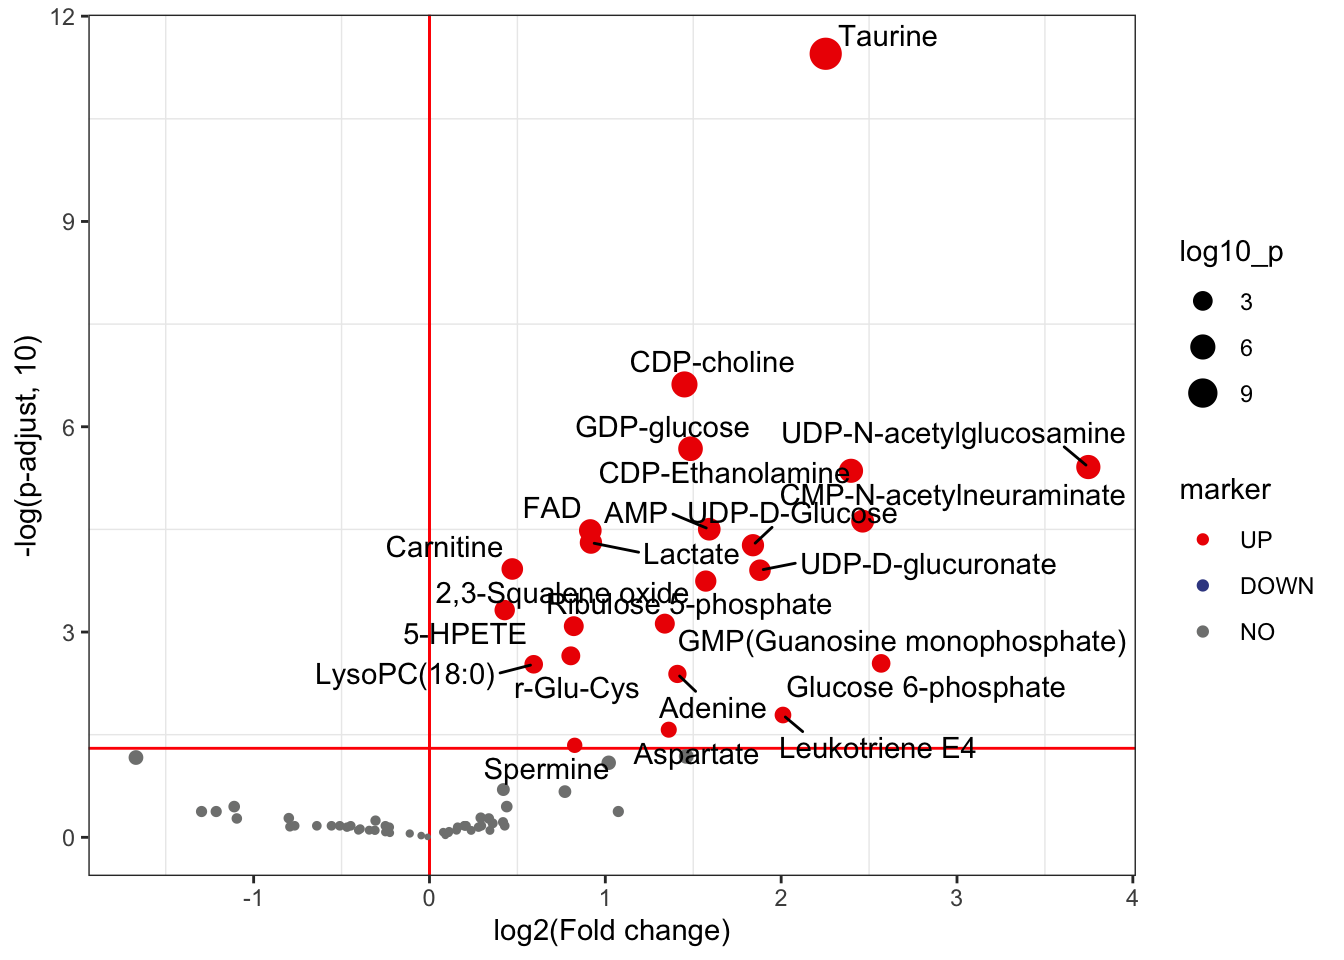 12
9
6
3
0
-log(p-adjust, 10)
Taurine
CDP-choline
GDP-glucose
UDP-N-acetylglucosamine
CDP-Ethanolamine
CMP-N-acetylneuraminate
FAD
AMP
UDP-D-Glucose
Carnitine
Lactate
UDP-D-glucuronate
2,3-Squalene oxide
Ribulose 5-phosphate
5-HPETE
GMP(Guanosine monophosphate)
LysoPC(18:0)
r-Glu-Cys
Glucose 6-phosphate
Adenine
Leukotriene E4
Aspartate
Spermine
-1
0
1
2
3
4
log2(Fold change)
log10_p
3
6
9
marker
UP
DOWN
NO